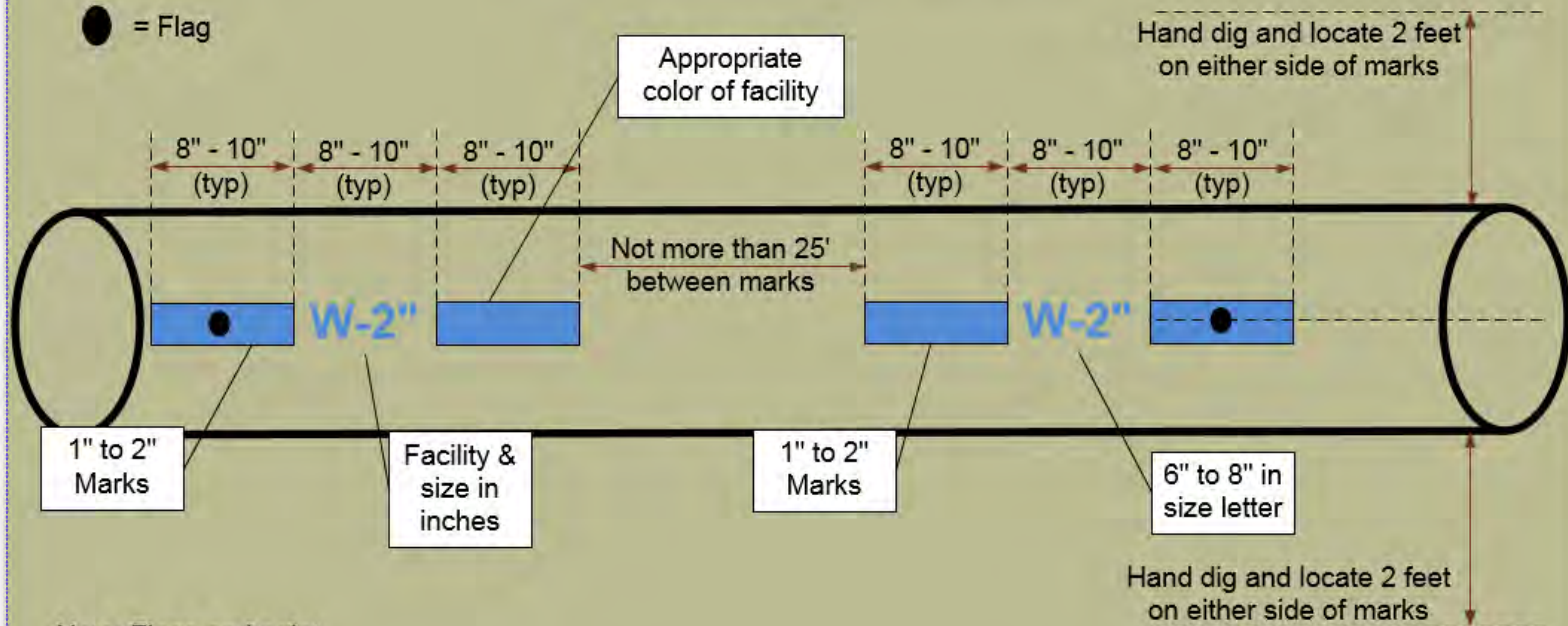 = Flag
Hand dig and locate 2 feet
on either side of marks
Appropriate
color of facility
8" - 10"
(typ)
8" - 10"
(typ)
8" - 10"
(typ)
8" - 10"
(typ)
8" - 10"
(typ)
8" - 10"
(typ)
Not more than 25'
between marks
W-2"
W-2"
1" to 2"
Marks
Facility &
size in
inches
1" to 2"
Marks
6" to 8" in
size letter
Hand dig and locate 2 feet
on either side of marks